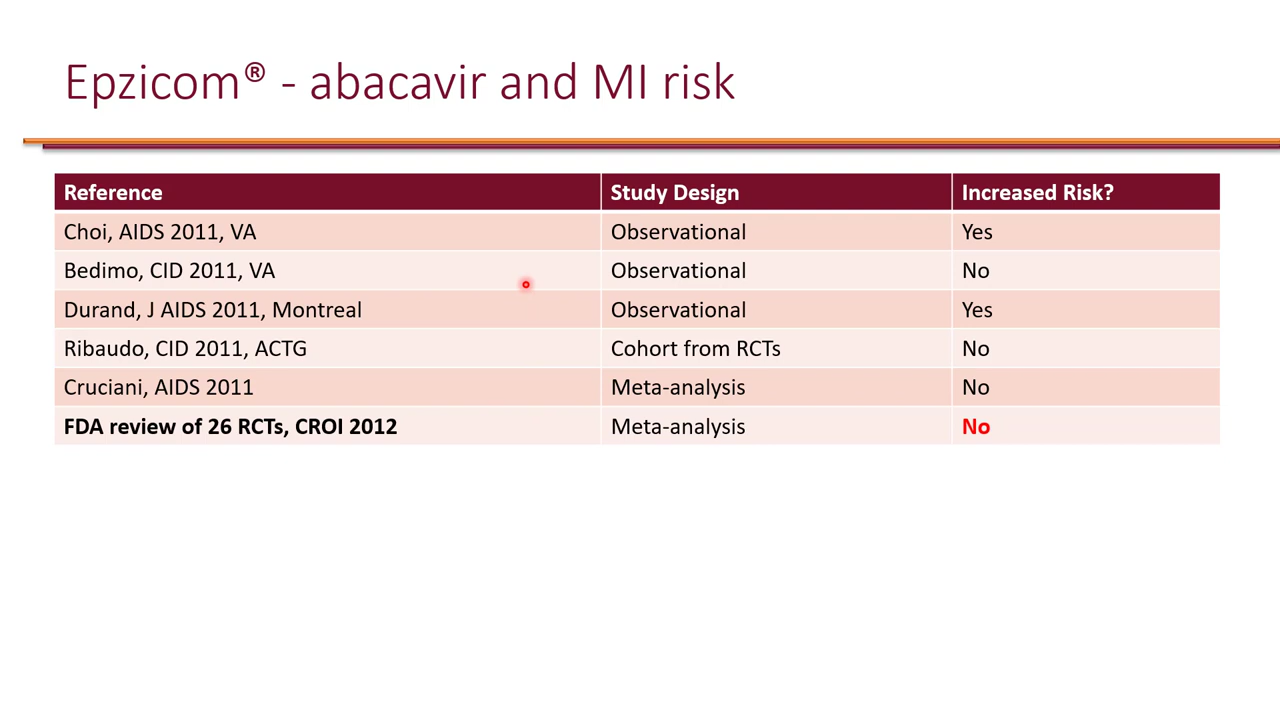 Epzicom® - abacavir and MI risk
Reference Study Design Increased Risk?
Choi, AIDS 2011, VA Observational Yes
Bedimo, CID 2011, VA Observational No
Durand, J AIDS 2011, Montreal Observational Yes
Ribaudo, CID 2011, ACTG Cohort from RCTs No
Cruciani, AIDS 2011 Meta-analysis No
FDA review of 26 RCTs, CROI 2012 Meta-analysis No